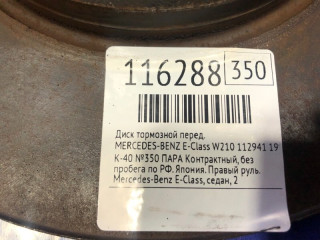 116288 350
Диск тормозной перед.
MERCEDES-BENZ E-Class W210 112941 19
К-40 №350 ПАРА Контрактный, без
пробега по РФ. Япония. Правый руль.
Mercedes-Benz E-Class, седан, 2